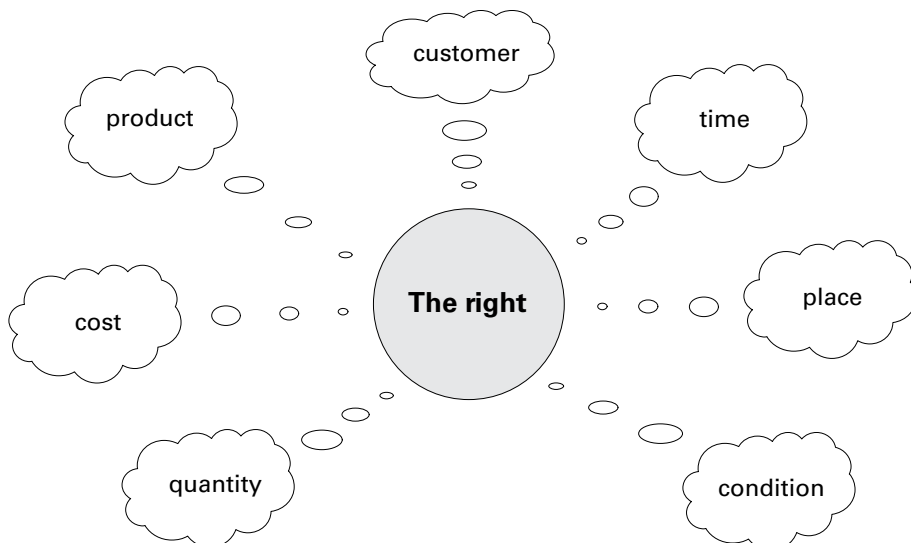 customer
product
time
The right
place
cost
quantity
condition